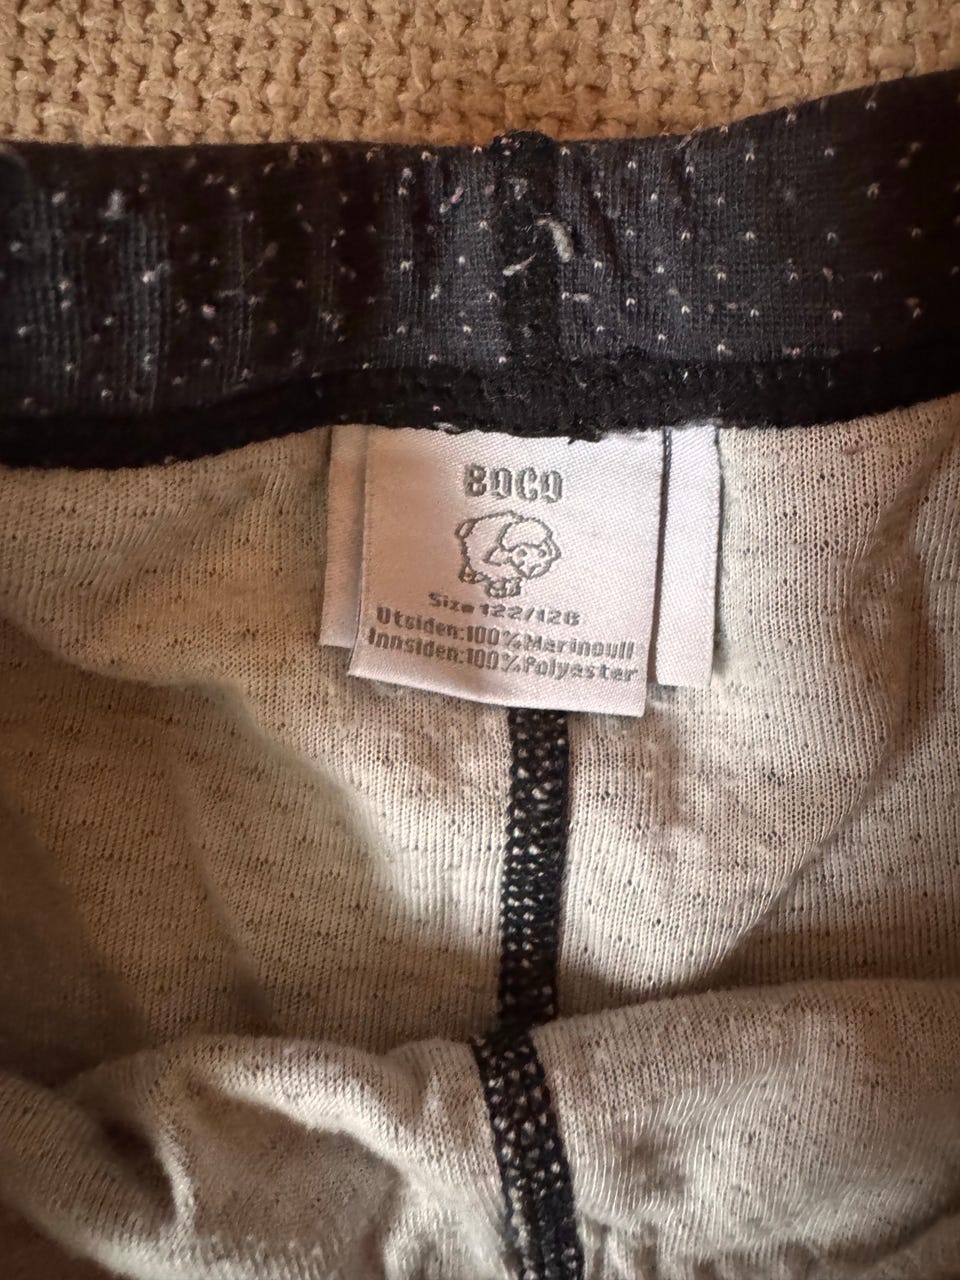 BOCO
Size 122/128
Utsiden:100%Merinoull
Innsiden:100%Polyester